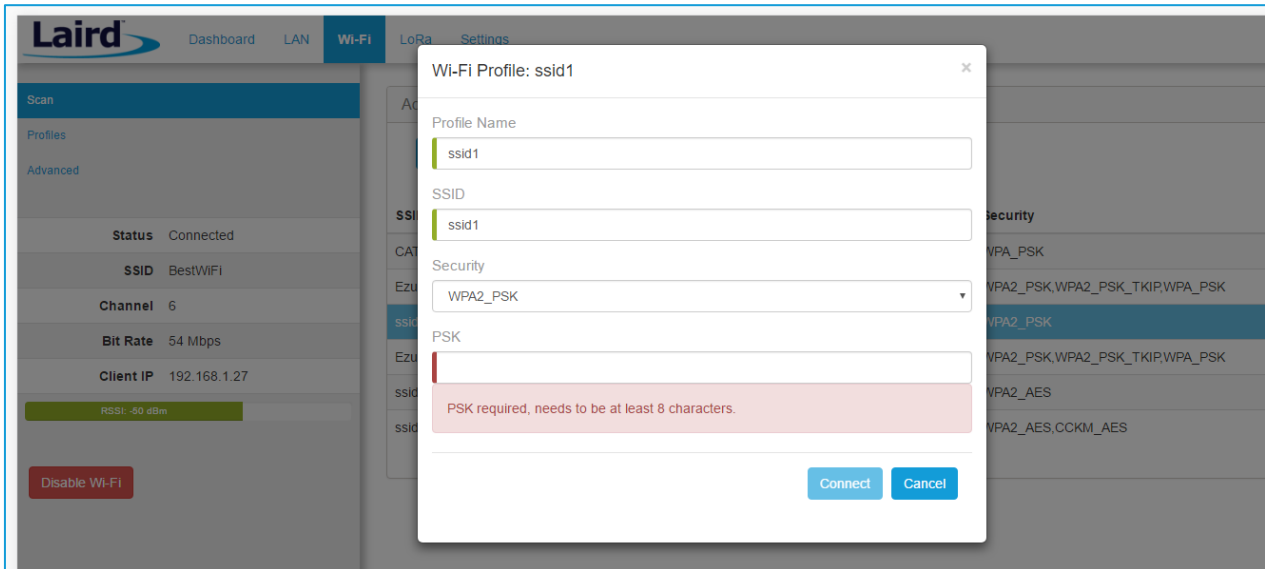 Laird
Dashboard LAN Wi-Fi LoRa Settings
Scan
Profiles
Advanced
Status Connected
SSID BestWiFi
Channel 6
Bit Rate 54 Mbps
Client IP 192.168.1.27
RSSI: -50 dBm
Disable Wi-Fi
Wi-Fi Profile: ssid1 ×
Profile Name
ssid1
SSID
ssid1
Security
WPA2_PSK
PSK
PSK required, needs to be at least 8 characters.
Connect Cancel
Security
WPA_PSK
WPA2_PSK,WPA2_PSK_TKIP,WPA_PSK
WPA2_PSK
WPA2_PSK,WPA2_PSK_TKIP,WPA_PSK
WPA2_AES
WPA2_AES,CCKM_AES